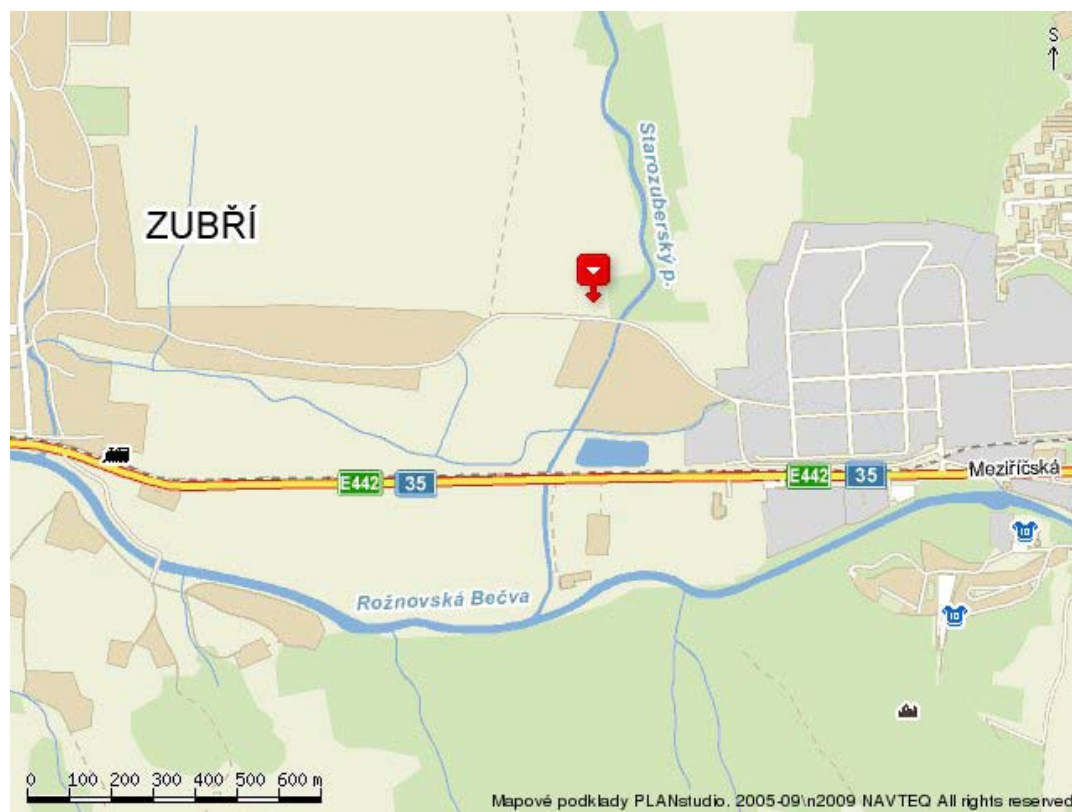 S
Starozuberský p.
ZUBŘÍ
E442
35
E442
35
Meziříčská
10
10
Rožnovská Bečva
0 100 200 300 400 500 600 m
Mapové podklady PLANstudio, 2005-09\n2009 NAVTEQ All rights reserved